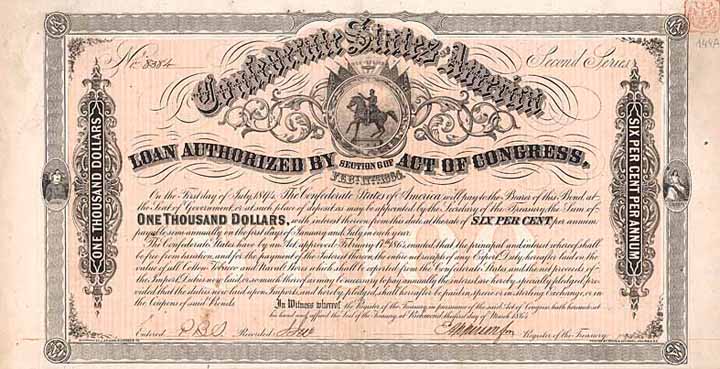 144A
No. 8384
Second Series
Confederate States America,
LOAN AUTHORIZED BY SECTION 6 OF ACT OF CONGRESS,
FEB. 17TH 1864.
ONE THOUSAND DOLLARS
SIX PER CENT PER ANNUM
On the First day of July, 1894, The Confederate States of America will pay to the Bearer of this Bond, at
the Seat of Government, or at such place of deposit as may be appointed by the Secretary of the Treasury, the Sum of
ONE THOUSAND DOLLARS, with interest thereon from this date, at the rate of SIX PER CENT per annum
payable semi-annually on the first days of January and July in each year.
The Confederate States have by an Act approved February 17th 1864, enacted that the principal and interest whereof shall
be free from taxation, and for the payment of the Interest thereon, the entire net receipts of any Export Duty, hereafter laid on the
value of all Cotton, Tobacco and Naval Stores which shall be exported from the Confederate States, and the net proceeds of
the Import Duties now laid, or so much thereof as may be necessary to pay annually the interest are hereby specially pledged; pro-
vided that the duties now laid upon Imports, and hereby pledged, shall hereafter be paid in specie, or in sterling Exchange, or in
the Coupons of said Bonds.
In Witness whereof, the Register of the Treasury, in pursuance of the said Act of Congress, hath hereunto set
his hand and affixed the Seal of the Treasury, at Richmond, the first day of March 1864
Entered
Recorded
Register of the Treasury